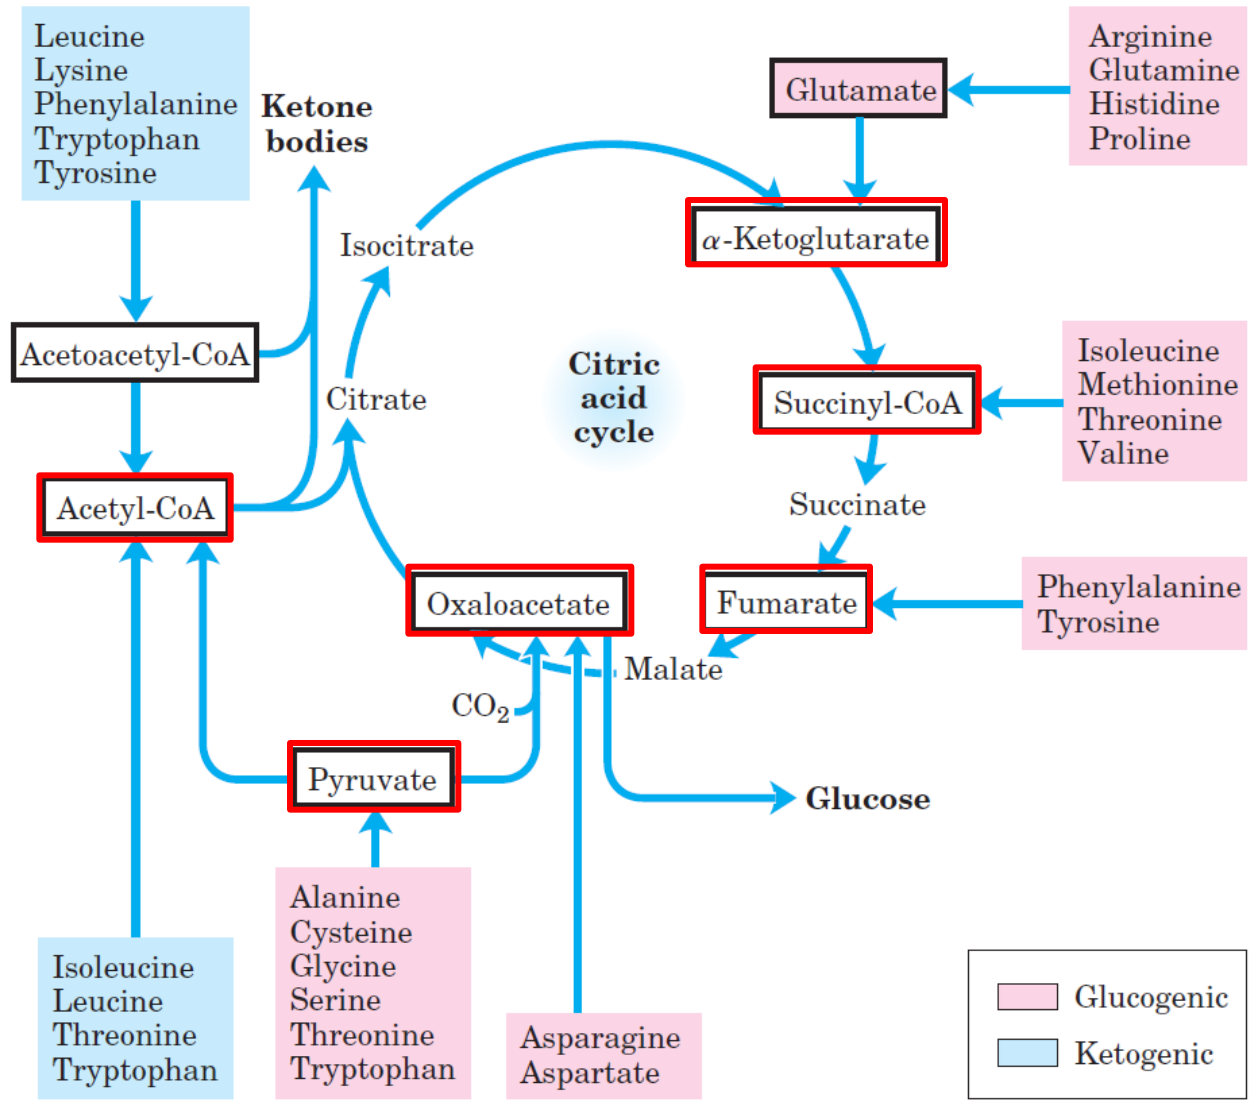 Leucine
Lysine
Phenylalanine
Tryptophan
Tyrosine
Ketone
bodies
Glutamate
Arginine
Glutamine
Histidine
Proline
Isocitrate
α-Ketoglutarate
Acetoacetyl-CoA
Citric
acid
cycle
Citrate
Succinyl-CoA
Isoleucine
Methionine
Threonine
Valine
Acetyl-CoA
Succinate
Oxaloacetate
Fumarate
Phenylalanine
Tyrosine
Malate
CO₂
Pyruvate
Glucose
Alanine
Cysteine
Glycine
Serine
Threonine
Tryptophan
Isoleucine
Leucine
Threonine
Tryptophan
Asparagine
Aspartate
Glucogenic
Ketogenic